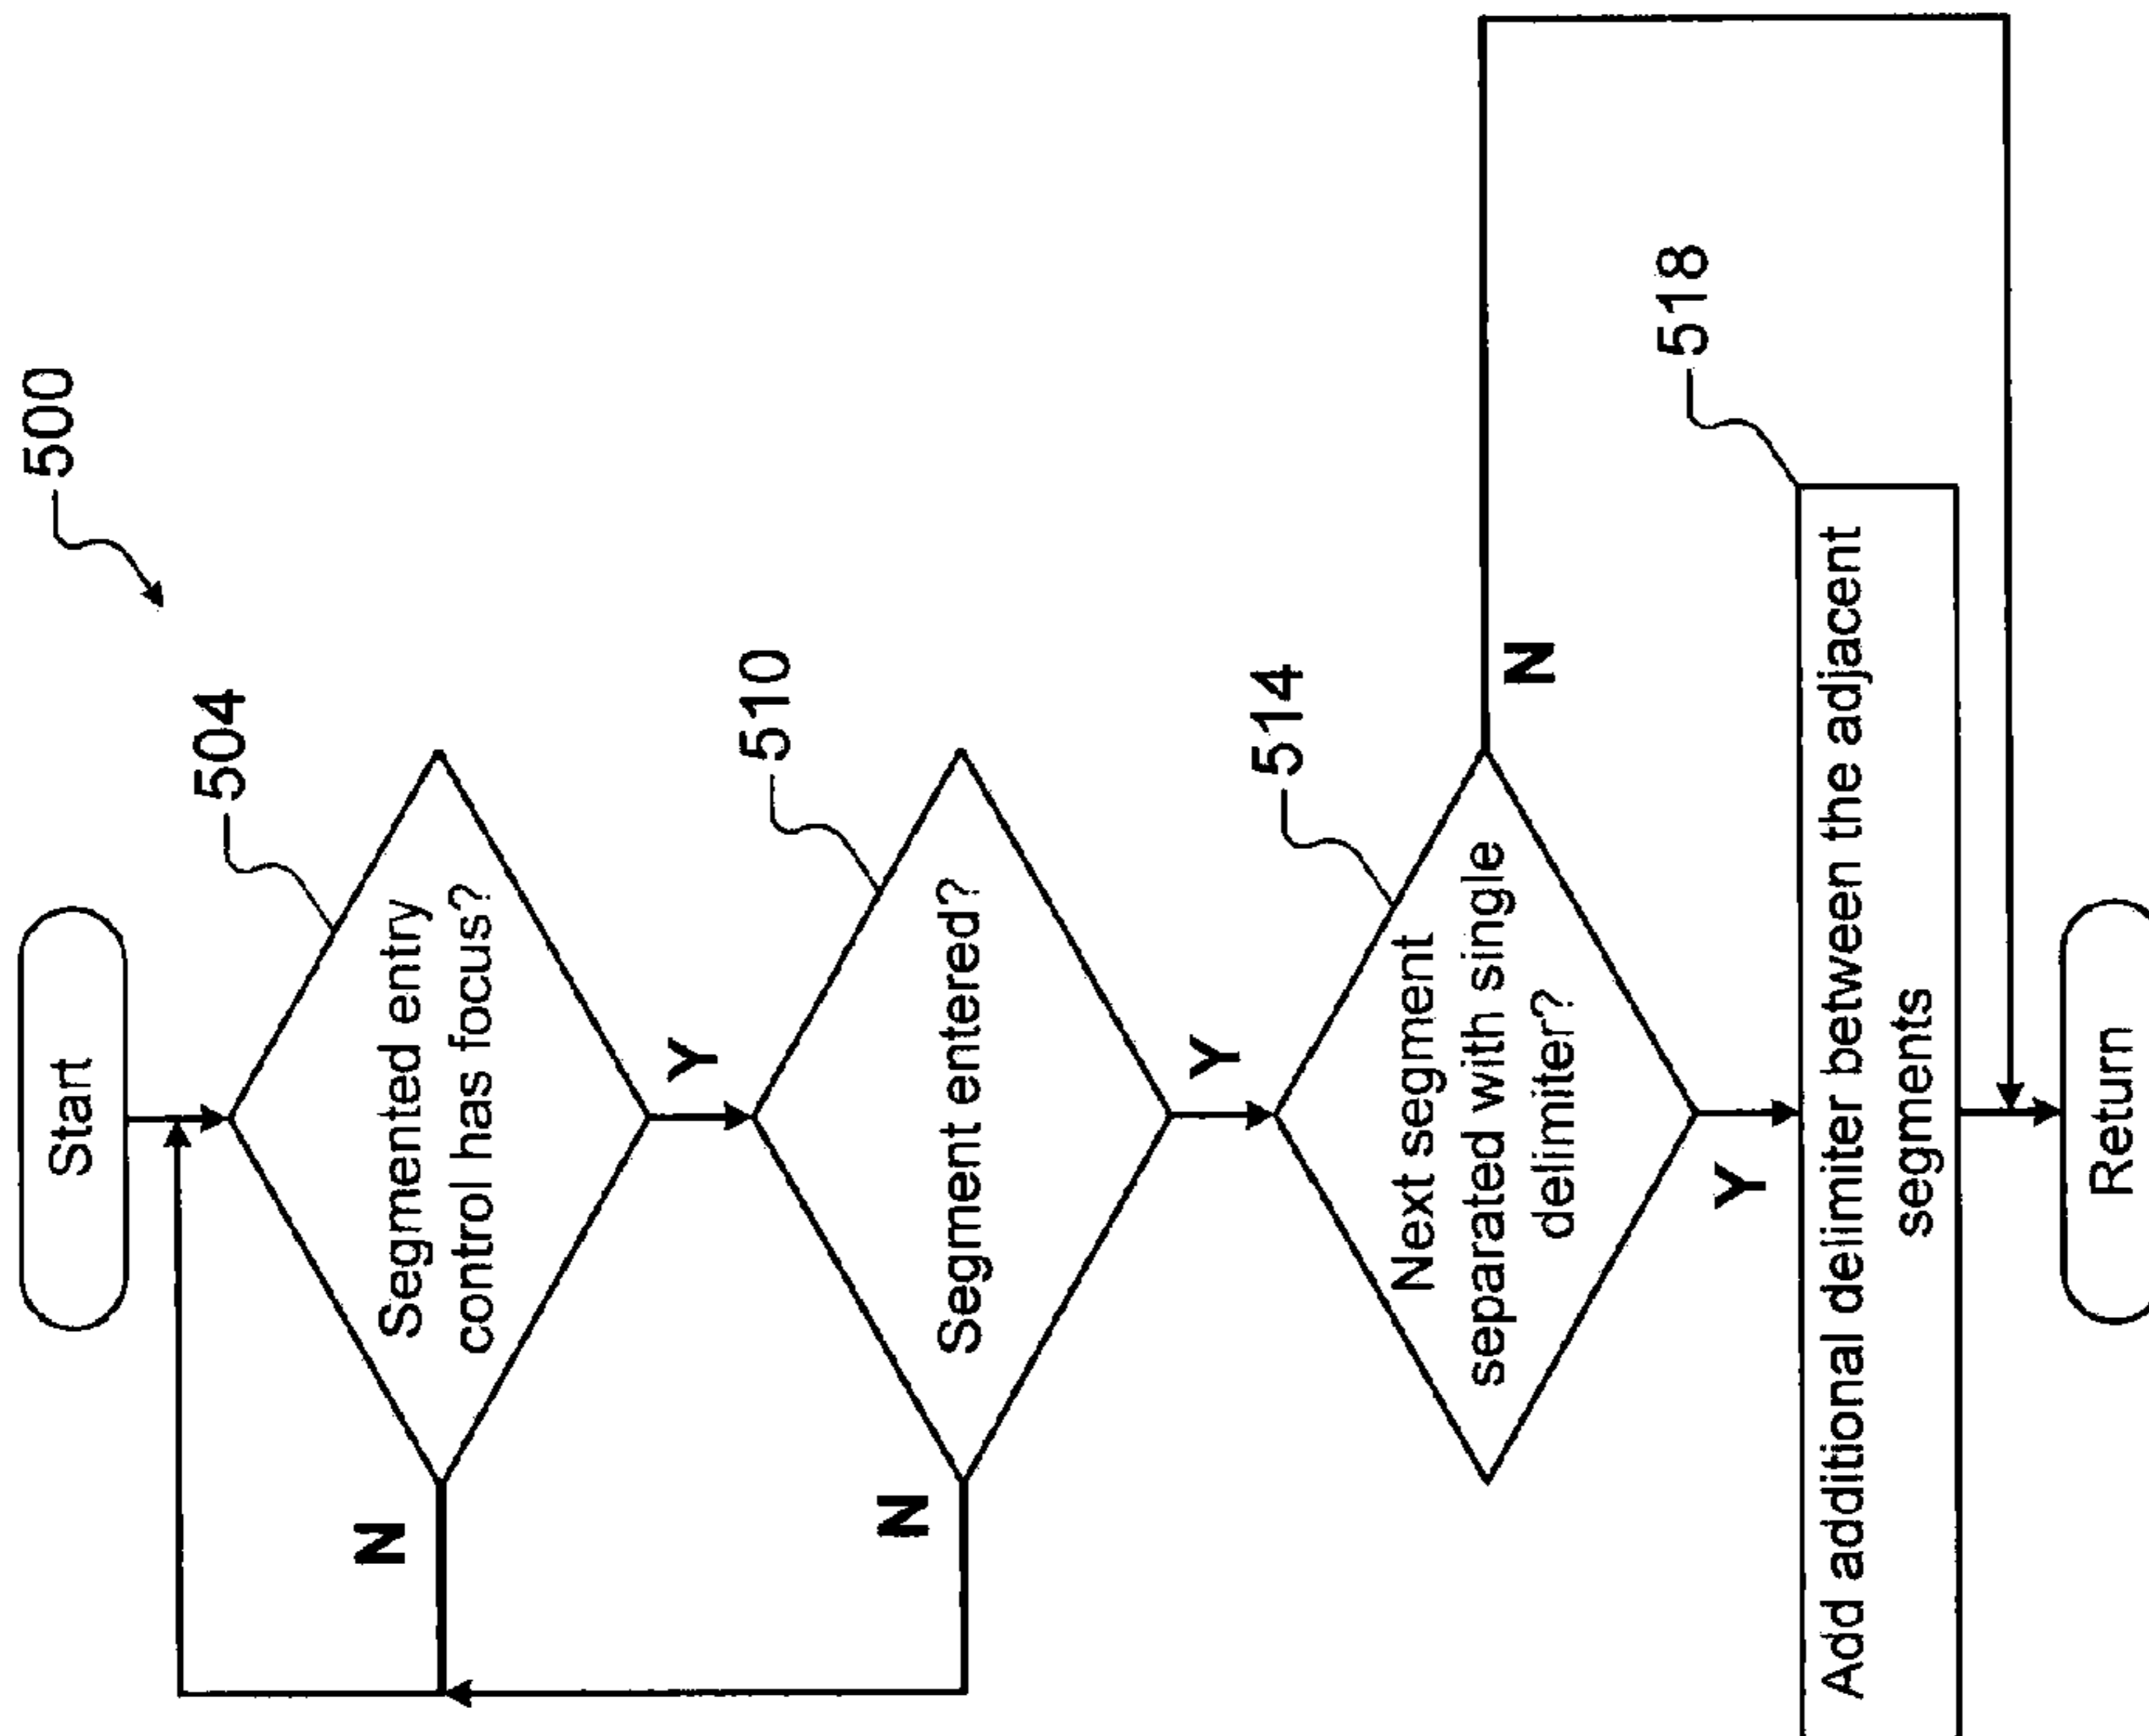 500
Start
504
Segmented entry
control has focus?
N
Y
510
Segment entered?
N
Y
514
Next segment
separated with single
delimiter?
N
Y
518
Add additional delimiter between the adjacent
segments
Return